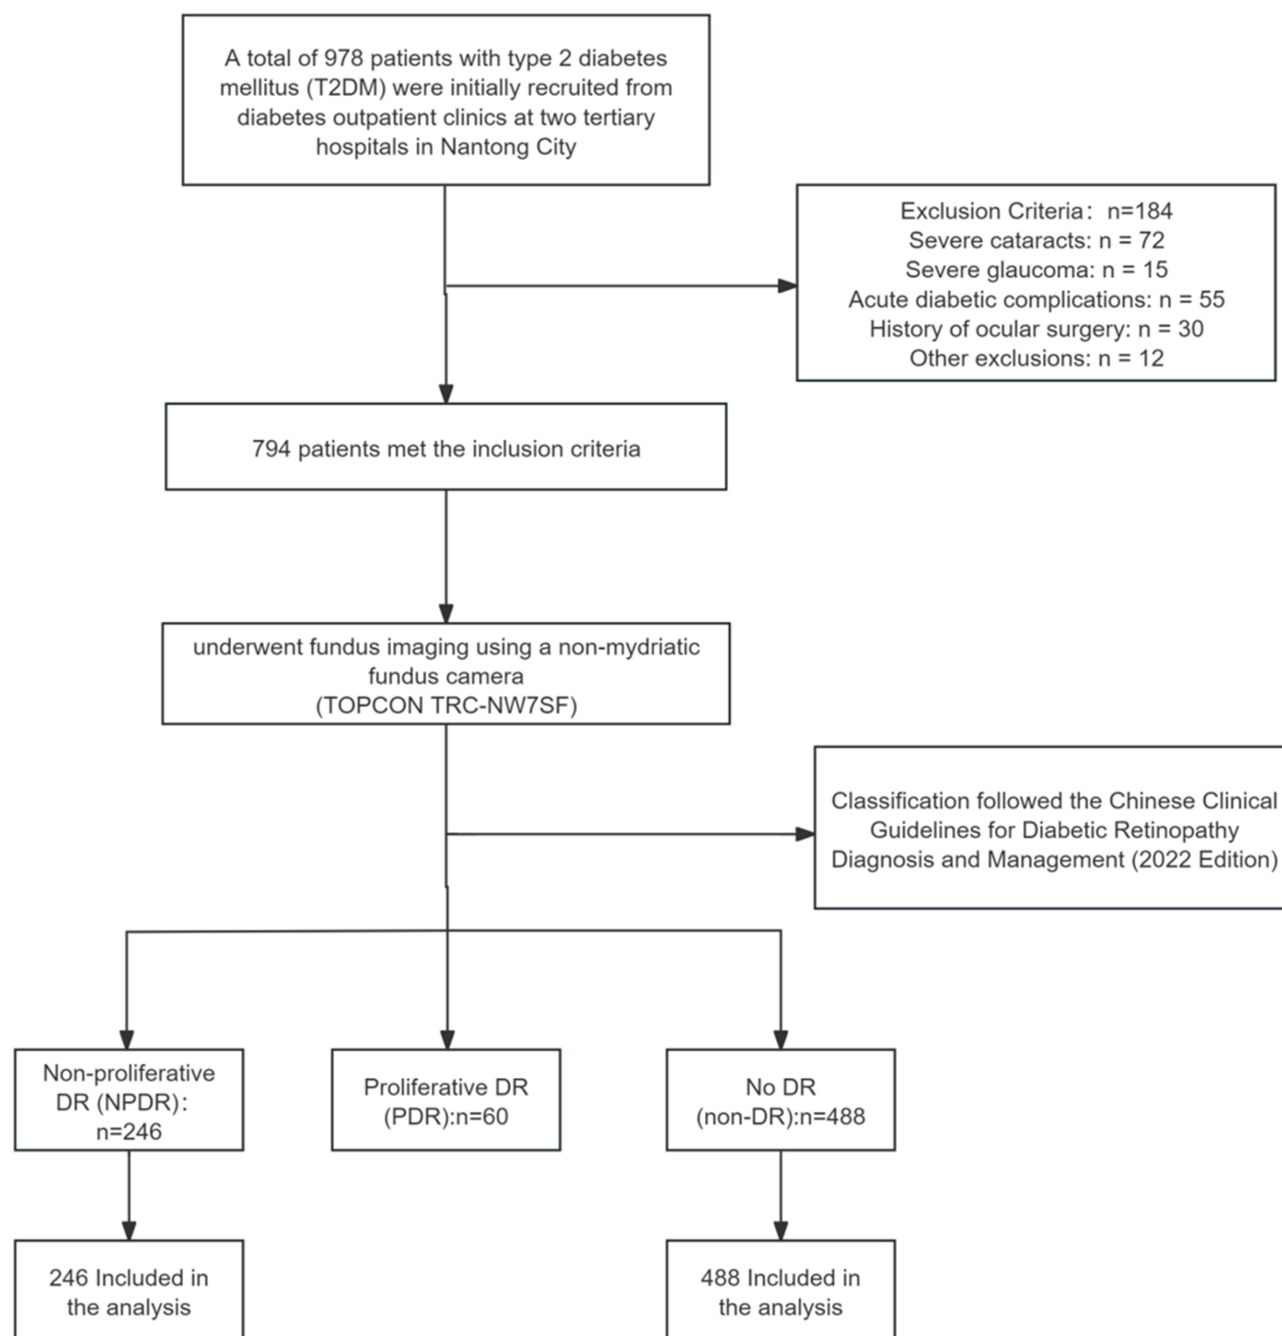 A total of 978 patients with type 2 diabetes
mellitus (T2DM) were initially recruited from
diabetes outpatient clinics at two tertiary
hospitals in Nantong City
Exclusion Criteria： n=184
Severe cataracts: n = 72
Severe glaucoma: n = 15
Acute diabetic complications: n = 55
History of ocular surgery: n = 30
Other exclusions: n = 12
794 patients met the inclusion criteria
underwent fundus imaging using a non-mydriatic
fundus camera
(TOPCON TRC-NW7SF)
Classification followed the Chinese Clinical
Guidelines for Diabetic Retinopathy
Diagnosis and Management (2022 Edition)
Non-proliferative
DR (NPDR)：
n=246
Proliferative DR
(PDR):n=60
No DR
(non-DR):n=488
246 Included in
the analysis
488 Included in
the analysis